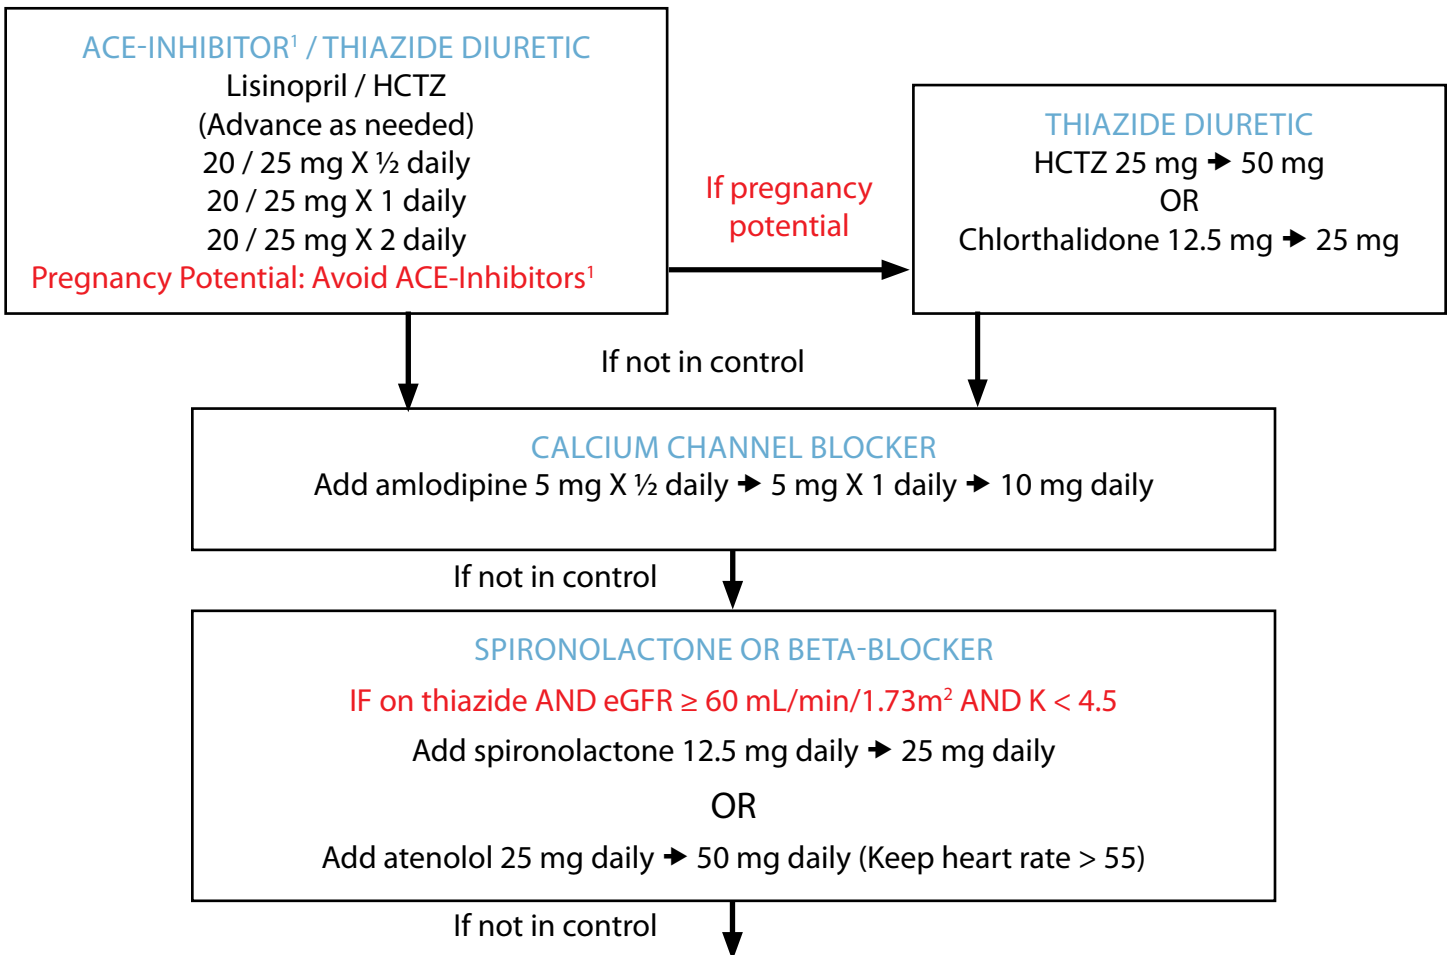 ACE-INHIBITOR¹ / THIAZIDE DIURETIC
Lisinopril / HCTZ
(Advance as needed)
20 / 25 mg X ½ daily
20 / 25 mg X 1 daily
20 / 25 mg X 2 daily
Pregnancy Potential: Avoid ACE-Inhibitors¹
If pregnancy
potential
THIAZIDE DIURETIC
HCTZ 25 mg → 50 mg
OR
Chlorthalidone 12.5 mg → 25 mg
If not in control
CALCIUM CHANNEL BLOCKER
Add amlodipine 5 mg X ½ daily → 5 mg X 1 daily → 10 mg daily
If not in control
SPIRONOLACTONE OR BETA-BLOCKER
IF on thiazide AND eGFR ≥ 60 mL/min/1.73m² AND K < 4.5
Add spironolactone 12.5 mg daily → 25 mg daily
OR
Add atenolol 25 mg daily → 50 mg daily (Keep heart rate > 55)
If not in control